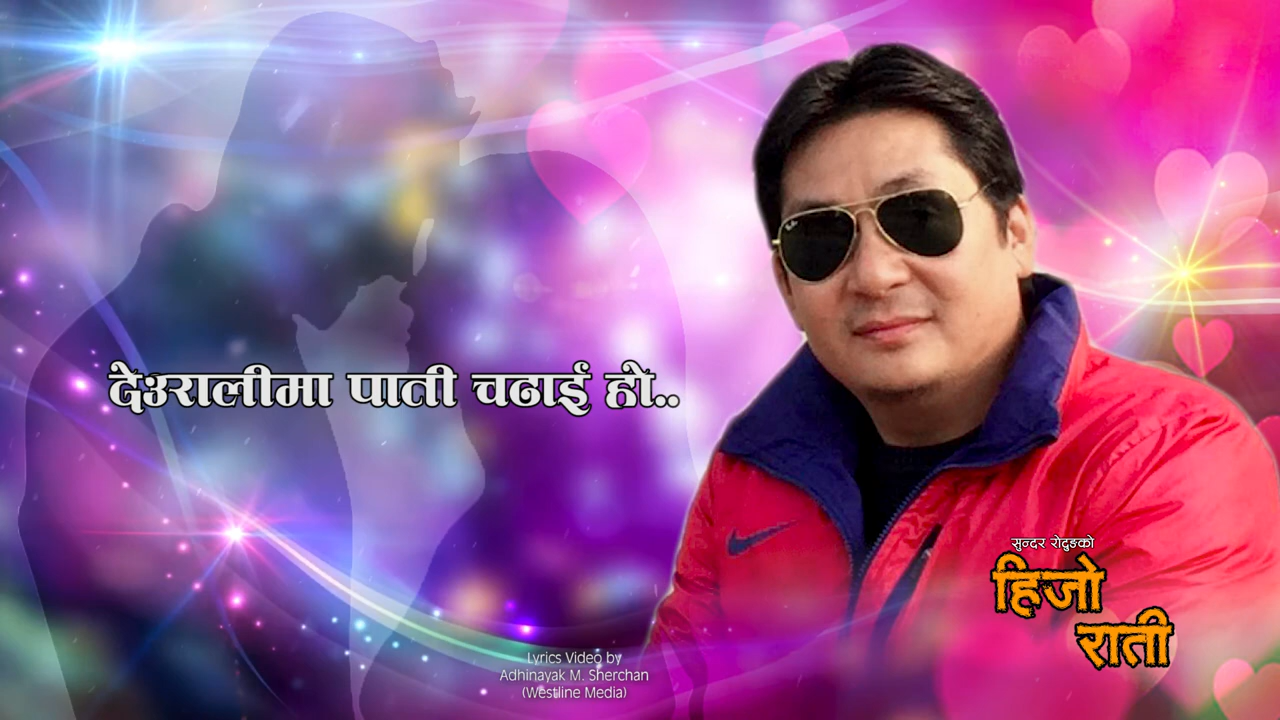 देउरालीमा पाती चढाईं हो..
सुन्दर रोदुङको
हिजो
राती
Lyrics Video by
Adhinayak M. Sherchan
(Westline Media)